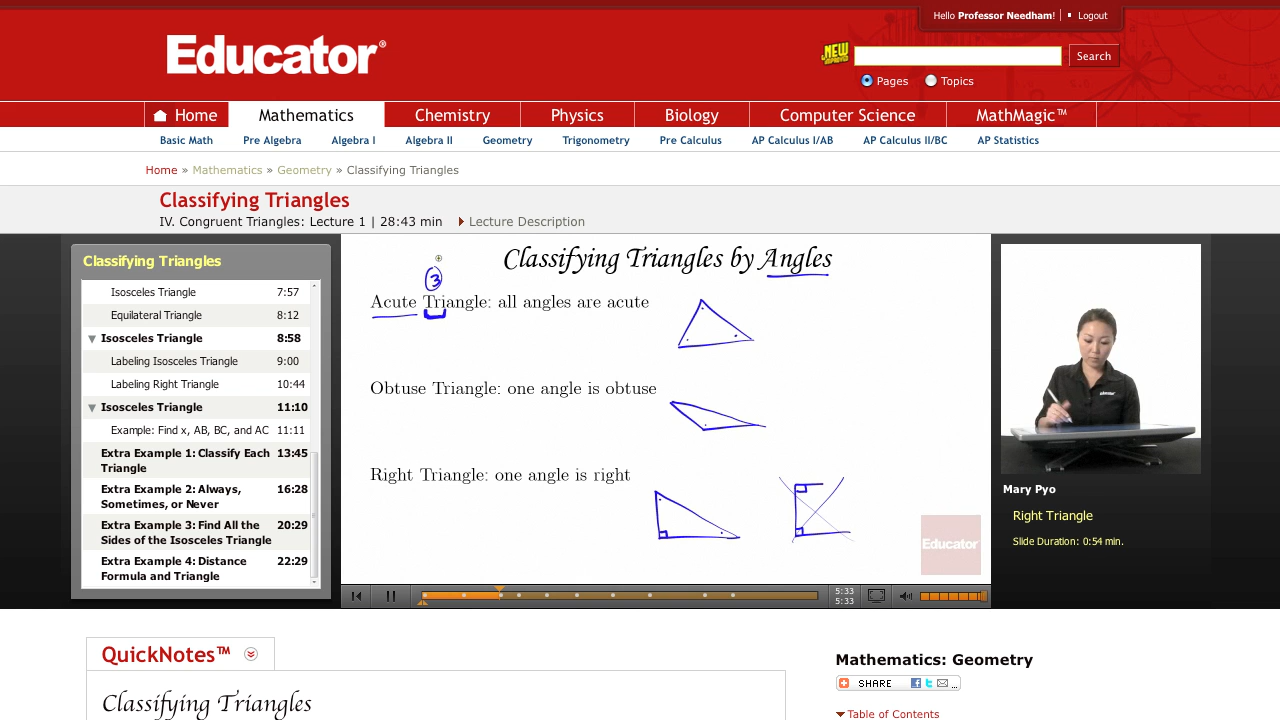 Hello Professor Needham! Logout
Educator®
NEW
Search
Pages Topics
Home Mathematics Chemistry Physics Biology Computer Science MathMagic™
Basic Math Pre Algebra Algebra I Algebra II Geometry Trigonometry Pre Calculus AP Calculus I/AB AP Calculus II/BC AP Statistics
Home » Mathematics » Geometry » Classifying Triangles
Classifying Triangles
IV. Congruent Triangles: Lecture 1 | 28:43 min Lecture Description
Classifying Triangles
Isosceles Triangle 7:57
Equilateral Triangle 8:12
Isosceles Triangle 8:58
Labeling Isosceles Triangle 9:00
Labeling Right Triangle 10:44
Isosceles Triangle 11:10
Example: Find x, AB, BC, and AC 11:11
Extra Example 1: Classify Each 13:45
Triangle
Extra Example 2: Always, 16:28
Sometimes, or Never
Extra Example 3: Find All the 20:29
Sides of the Isosceles Triangle
Extra Example 4: Distance 22:29
Formula and Triangle
Classifying Triangles by Angles
3
Acute Triangle: all angles are acute
Obtuse Triangle: one angle is obtuse
Right Triangle: one angle is right
Educator
5:33
5:33
Educator
Mary Pyo
Right Triangle
Slide Duration: 0:54 min.
QuickNotes™
Classifying Triangles
Mathematics: Geometry
SHARE ...
Table of Contents